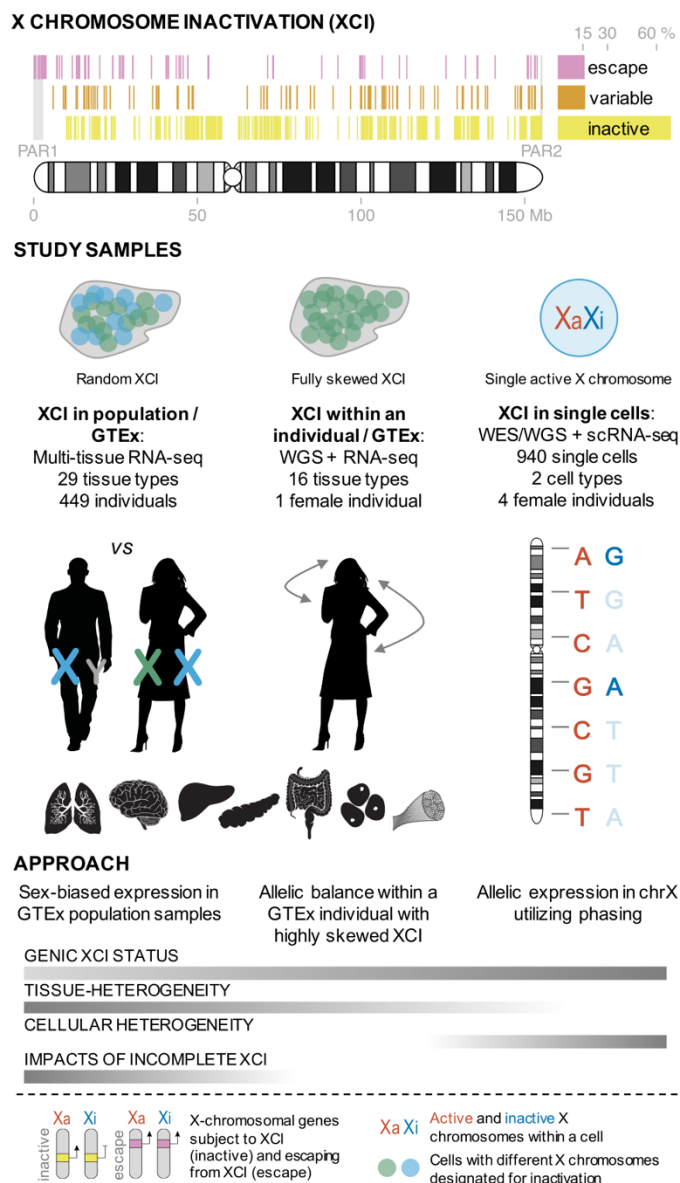 X CHROMOSOME INACTIVATION (XCI)
15 30 60 %
escape
variable
inactive
PAR1 PAR2
0 50 100 150 Mb
STUDY SAMPLES
XaXi
Random XCI Fully skewed XCI Single active X chromosome
XCI in population / GTEx:
Multi-tissue RNA-seq
29 tissue types
449 individuals
XCI within an individual / GTEx:
WGS + RNA-seq
16 tissue types
1 female individual
XCI in single cells:
WES/WGS + scRNA-seq
940 single cells
2 cell types
4 female individuals
vs
X Y X X
A G
T G
C A
G A
C T
G T
T A
APPROACH
Sex-biased expression in
GTEx population samples
Allelic balance within a
GTEx individual with
highly skewed XCI
Allelic expression in chrX
utilizing phasing
GENIC XCI STATUS
TISSUE-HETEROGENEITY
CELLULAR HETEROGENEITY
IMPACTS OF INCOMPLETE XCI
Xa Xi
inactive
Xa Xi
escape
X-chromosomal genes
subject to XCI
(inactive) and escaping
from XCI (escape)
Xa Xi
Active and inactive X
chromosomes within a cell
Cells with different X chromosomes
designated for inactivation